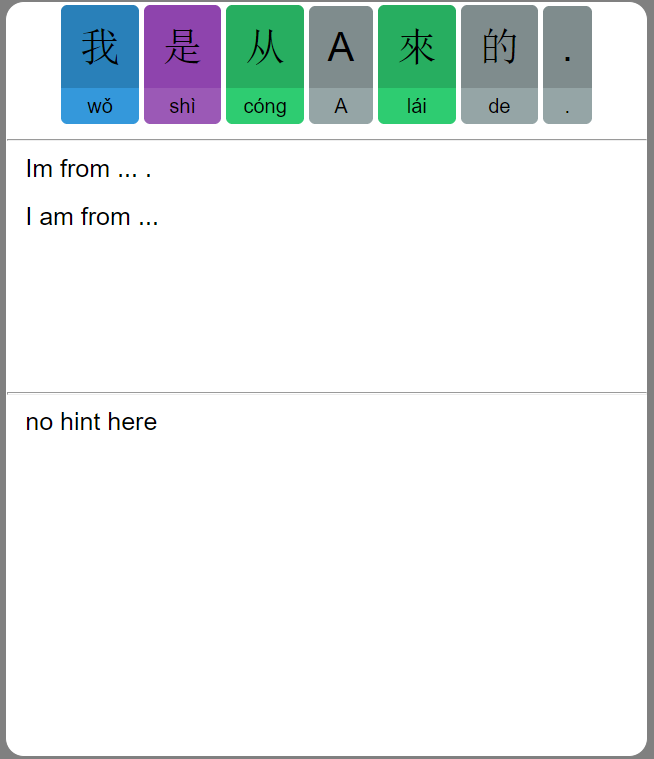 我 是 从 A 來 的 .
wǒ shì cóng A lái de .
Im from ... .
I am from ...
no hint here